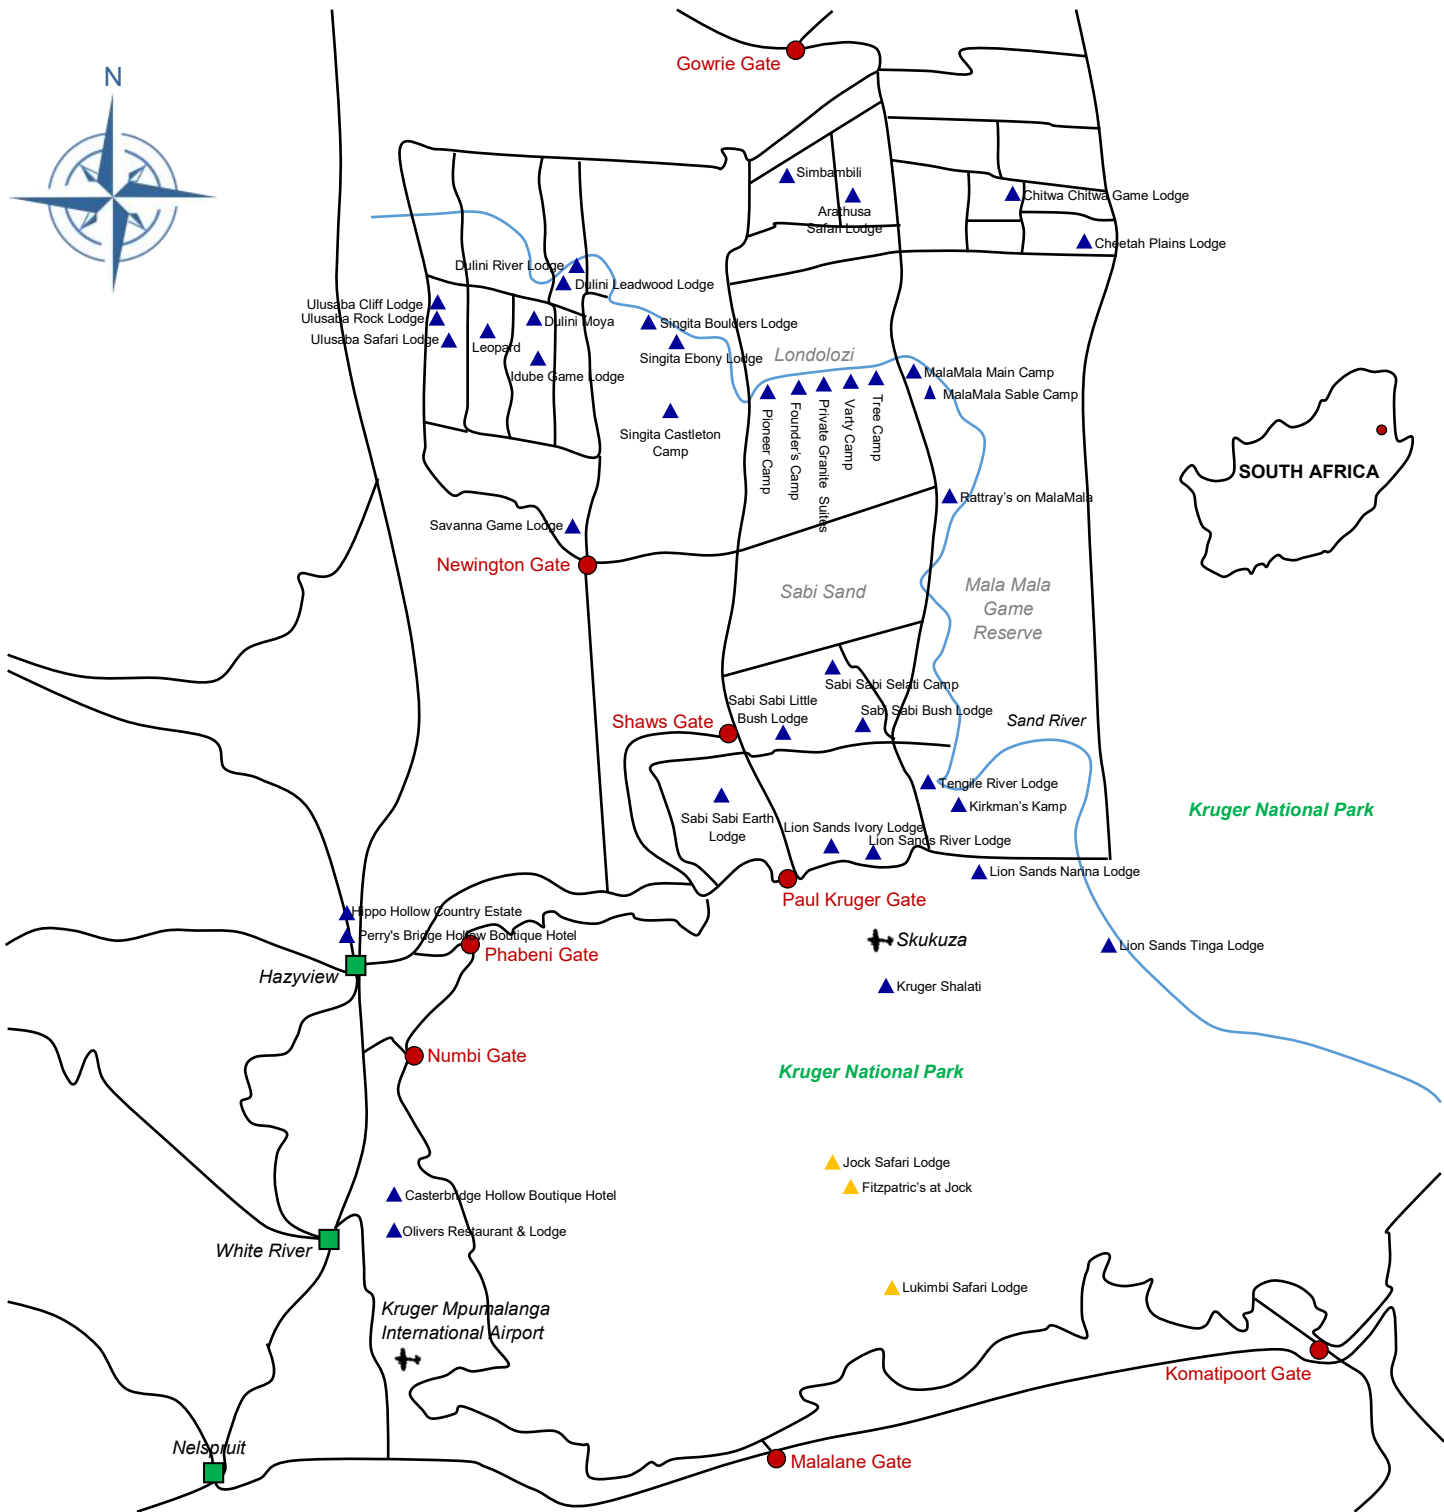 N
Gowrie Gate
Simbambili
Arathusa
Safari Lodge
Chitwa Chitwa Game Lodge
Cheetah Plains Lodge
Dulini River Lodge
Dulini Leadwood Lodge
Ulusaba Cliff Lodge
Ulusaba Rock Lodge
Ulusaba Safari Lodge
Leopard
Dulini Moya
Idube Game Lodge
Singita Boulders Lodge
Singita Ebony Lodge
Londolozi
MalaMala Main Camp
MalaMala Sable Camp
Singita Castleton
Camp
Pioneer Camp
Founder's Camp
Private Granite Suites
Varty Camp
Tree Camp
SOUTH AFRICA
Rattray's on MalaMala
Savanna Game Lodge
Newington Gate
Sabi Sand
Mala Mala
Game
Reserve
Sabi Sabi Selati Camp
Sabi Sabi Little
Bush Lodge
Sabi Sabi Bush Lodge
Shaws Gate
Sand River
Tengile River Lodge
Kirkman's Kamp
Kruger National Park
Sabi Sabi Earth
Lodge
Lion Sands Ivory Lodge
Lion Sands River Lodge
Lion Sands Narina Lodge
Paul Kruger Gate
Hippo Hollow Country Estate
Perry's Bridge Hollow Boutique Hotel
Phabeni Gate
Hazyview
Skukuza
Lion Sands Tinga Lodge
Kruger Shalati
Numbi Gate
Kruger National Park
Jock Safari Lodge
Fitzpatric's at Jock
Casterbridge Hollow Boutique Hotel
Olivers Restaurant & Lodge
White River
Lukimbi Safari Lodge
Kruger Mpumalanga
International Airport
Komatipoort Gate
Nelspruit
Malalane Gate